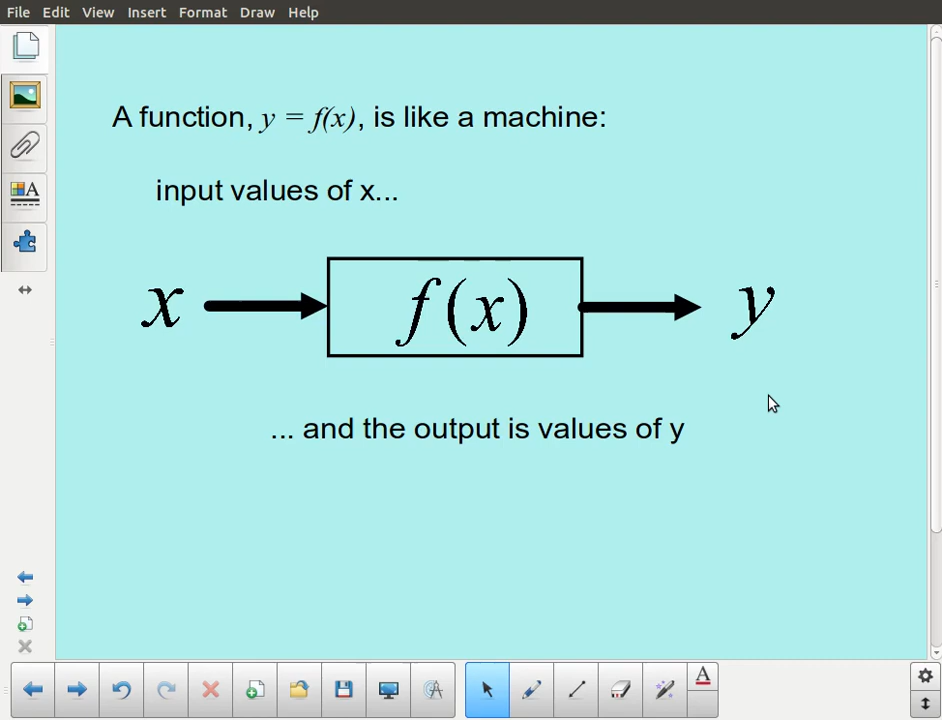 File Edit View Insert Format Draw Help
A function, y = f(x), is like a machine:
input values of x...
x f(x) y
... and the output is values of y